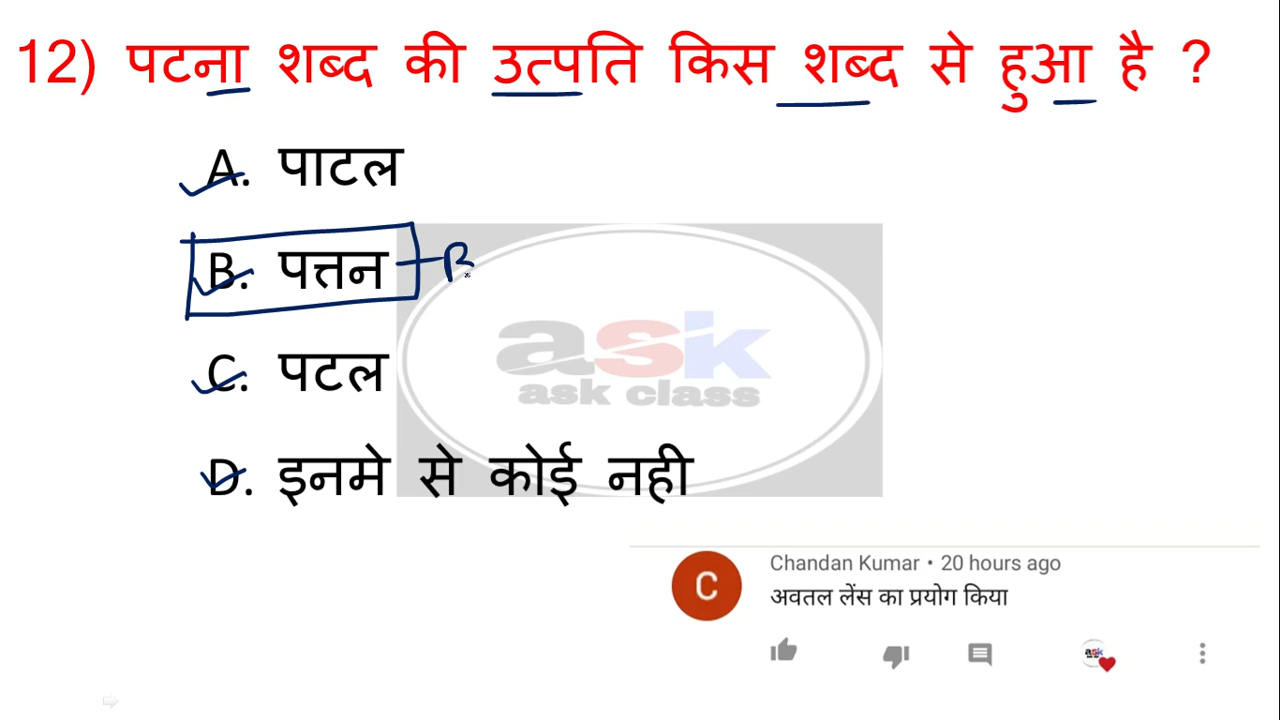 12) पटना शब्द की उत्पति किस शब्द से हुआ है ?
A. पाटल
B. पत्तन
B
C. पटल
D. इनमे से कोई नही
ask
ask class
Chandan Kumar • 20 hours ago
अवतल लेंस का प्रयोग किया
ask